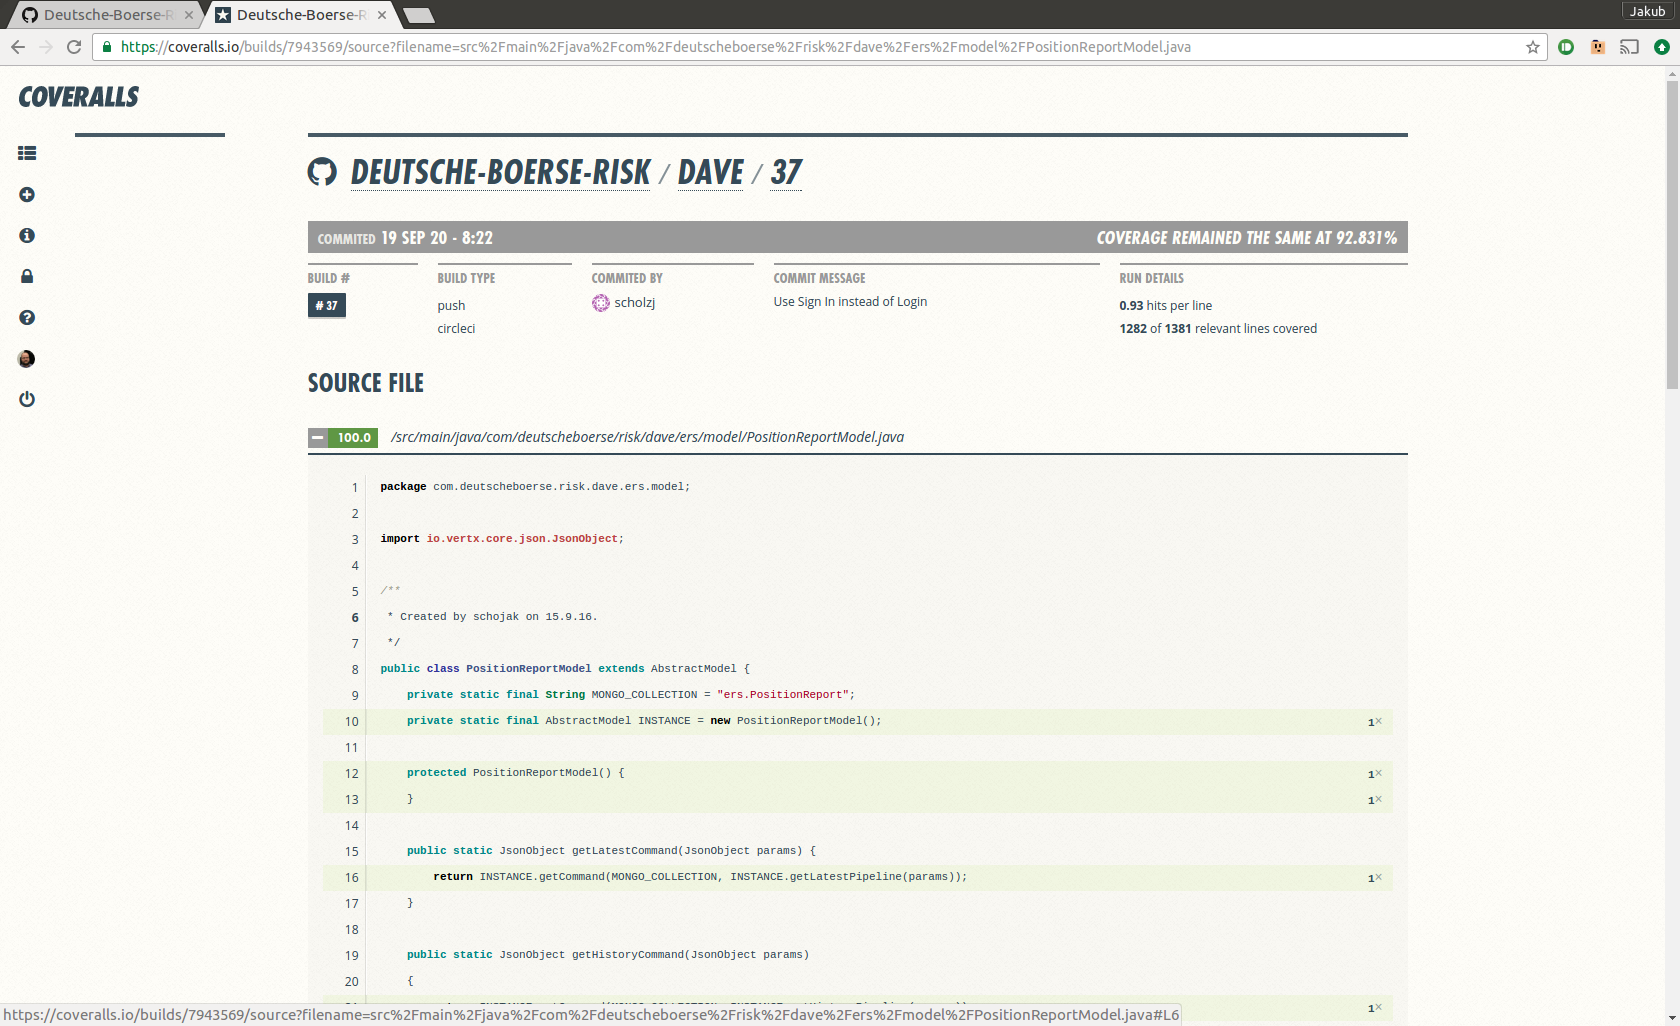 Deutsche-Boerse-R
Deutsche-Boerse-R
Jakub
https://coveralls.io/builds/7943569/source?filename=src%2Fmain%2Fjava%2Fcom%2Fdeutscheboerse%2Frisk%2Fdave%2Fers%2Fmodel%2FPositionReportModel.java
COVERALLS
DEUTSCHE-BOERSE-RISK / DAVE / 37
COMMITED 19 SEP 20 - 8:22
COVERAGE REMAINED THE SAME AT 92.831%
BUILD # BUILD TYPE COMMITED BY COMMIT MESSAGE RUN DETAILS
# 37 push scholzj Use Sign In instead of Login 0.93 hits per line
circleci 1282 of 1381 relevant lines covered
SOURCE FILE
100.0 /src/main/java/com/deutscheboerse/risk/dave/ers/model/PositionReportModel.java
1 package com.deutscheboerse.risk.dave.ers.model;
2
3 import io.vertx.core.json.JsonObject;
4
5 /**
6 * Created by schojak on 15.9.16.
7 */
8 public class PositionReportModel extends AbstractModel {
9 private static final String MONGO_COLLECTION = "ers.PositionReport";
10 private static final AbstractModel INSTANCE = new PositionReportModel(); 1×
11
12 protected PositionReportModel() { 1×
13 } 1×
14
15 public static JsonObject getLatestCommand(JsonObject params) {
16 return INSTANCE.getCommand(MONGO_COLLECTION, INSTANCE.getLatestPipeline(params)); 1×
17 }
18
19 public static JsonObject getHistoryCommand(JsonObject params)
20 {
1×
https://coveralls.io/builds/7943569/source?filename=src%2Fmain%2Fjava%2Fcom%2Fdeutscheboerse%2Frisk%2Fdave%2Fers%2Fmodel%2FPositionReportModel.java#L6